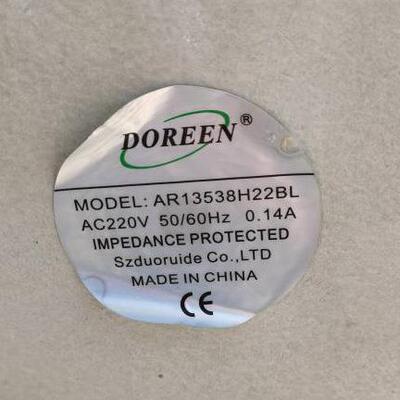 DOREEN®
MODEL: AR13538H22BL
AC220V 50/60Hz 0.14A
IMPEDANCE PROTECTED
Szduoruide Co.,LTD
MADE IN CHINA
CE